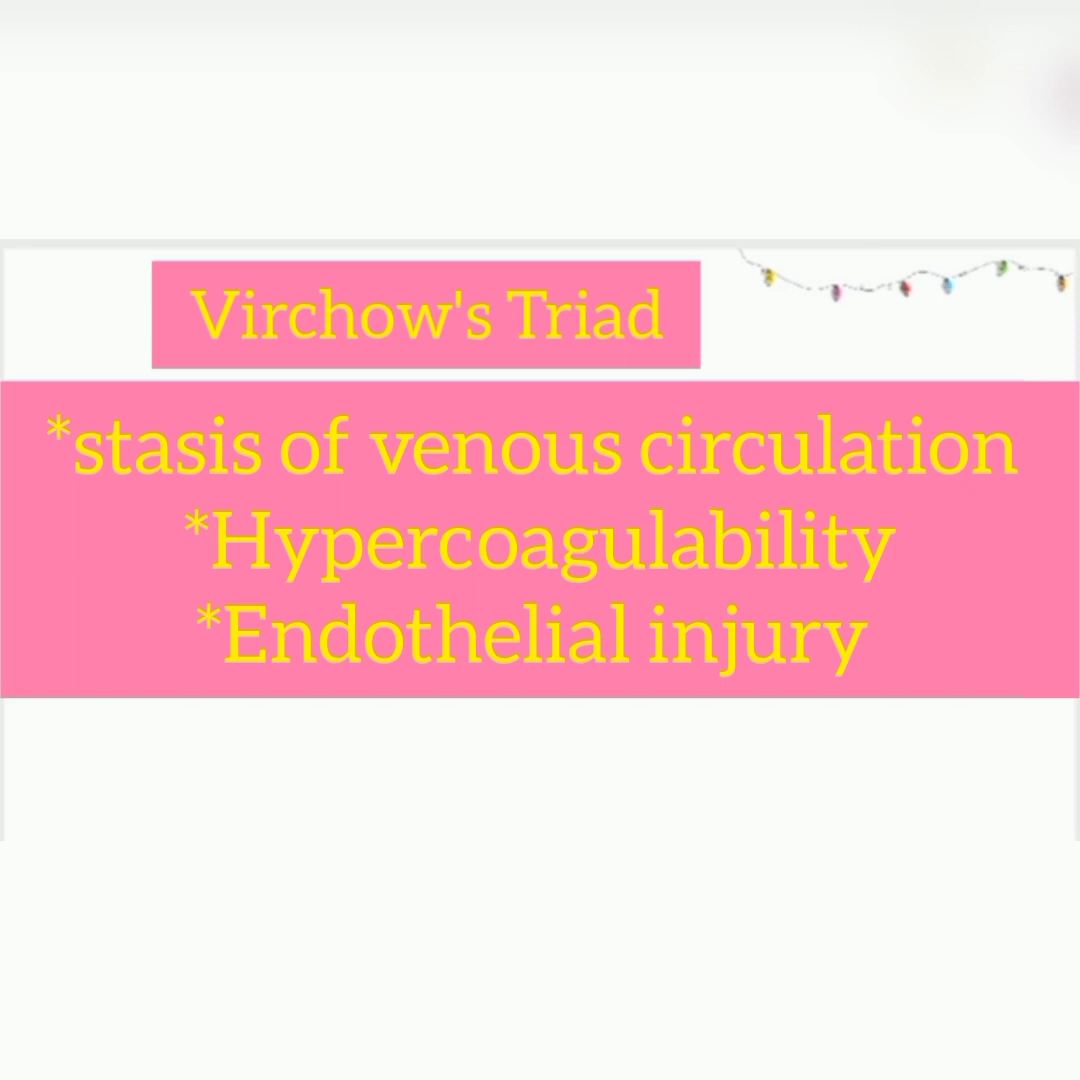 Virchow's Triad
*stasis of venous circulation
*Hypercoagulability
*Endothelial injury